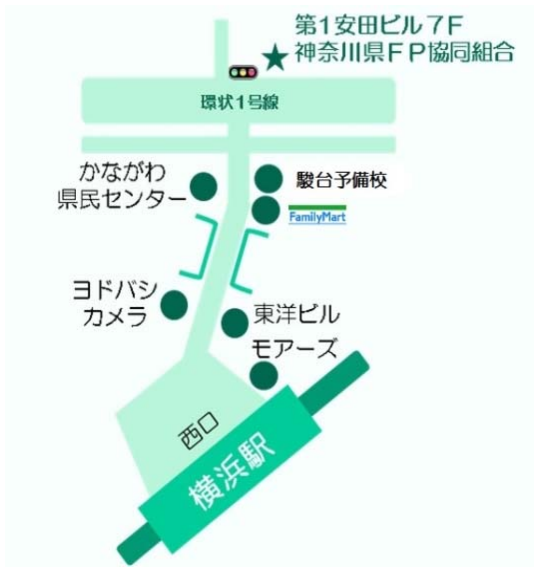 第1安田ビル7F
神奈川県FP協同組合
環状1号線
かながわ
県民センター
駿台予備校
FamilyMart
ヨドバシ
カメラ
東洋ビル
モアーズ
西口
横浜駅